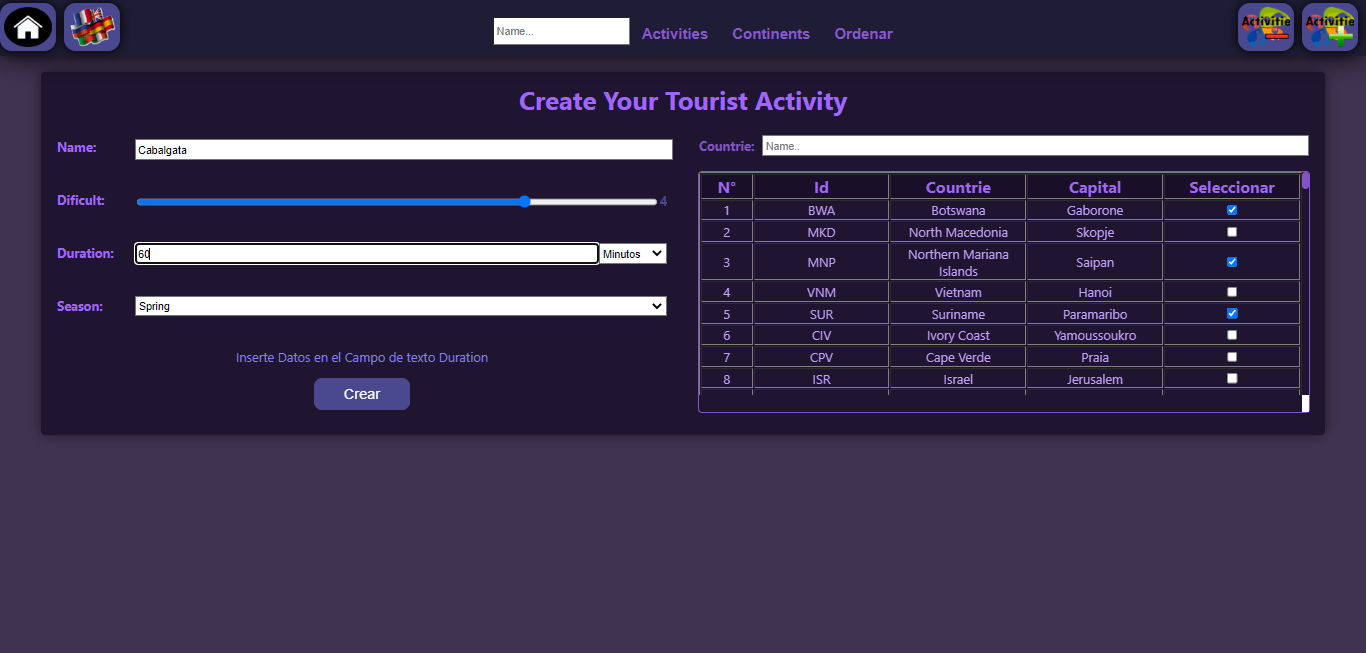 Name... Activities Continents Ordenar Activitie Activitie
Create Your Tourist Activity
Name: Cabalgata
Dificult: 4
Duration: 60 Minutos
Season: Spring
Inserte Datos en el Campo de texto Duration
Crear
Countrie: Name..
N° Id Countrie Capital Seleccionar
1 BWA Botswana Gaborone
2 MKD North Macedonia Skopje
3 MNP Northern Mariana Islands Saipan
4 VNM Vietnam Hanoi
5 SUR Suriname Paramaribo
6 CIV Ivory Coast Yamoussoukro
7 CPV Cape Verde Praia
8 ISR Israel Jerusalem